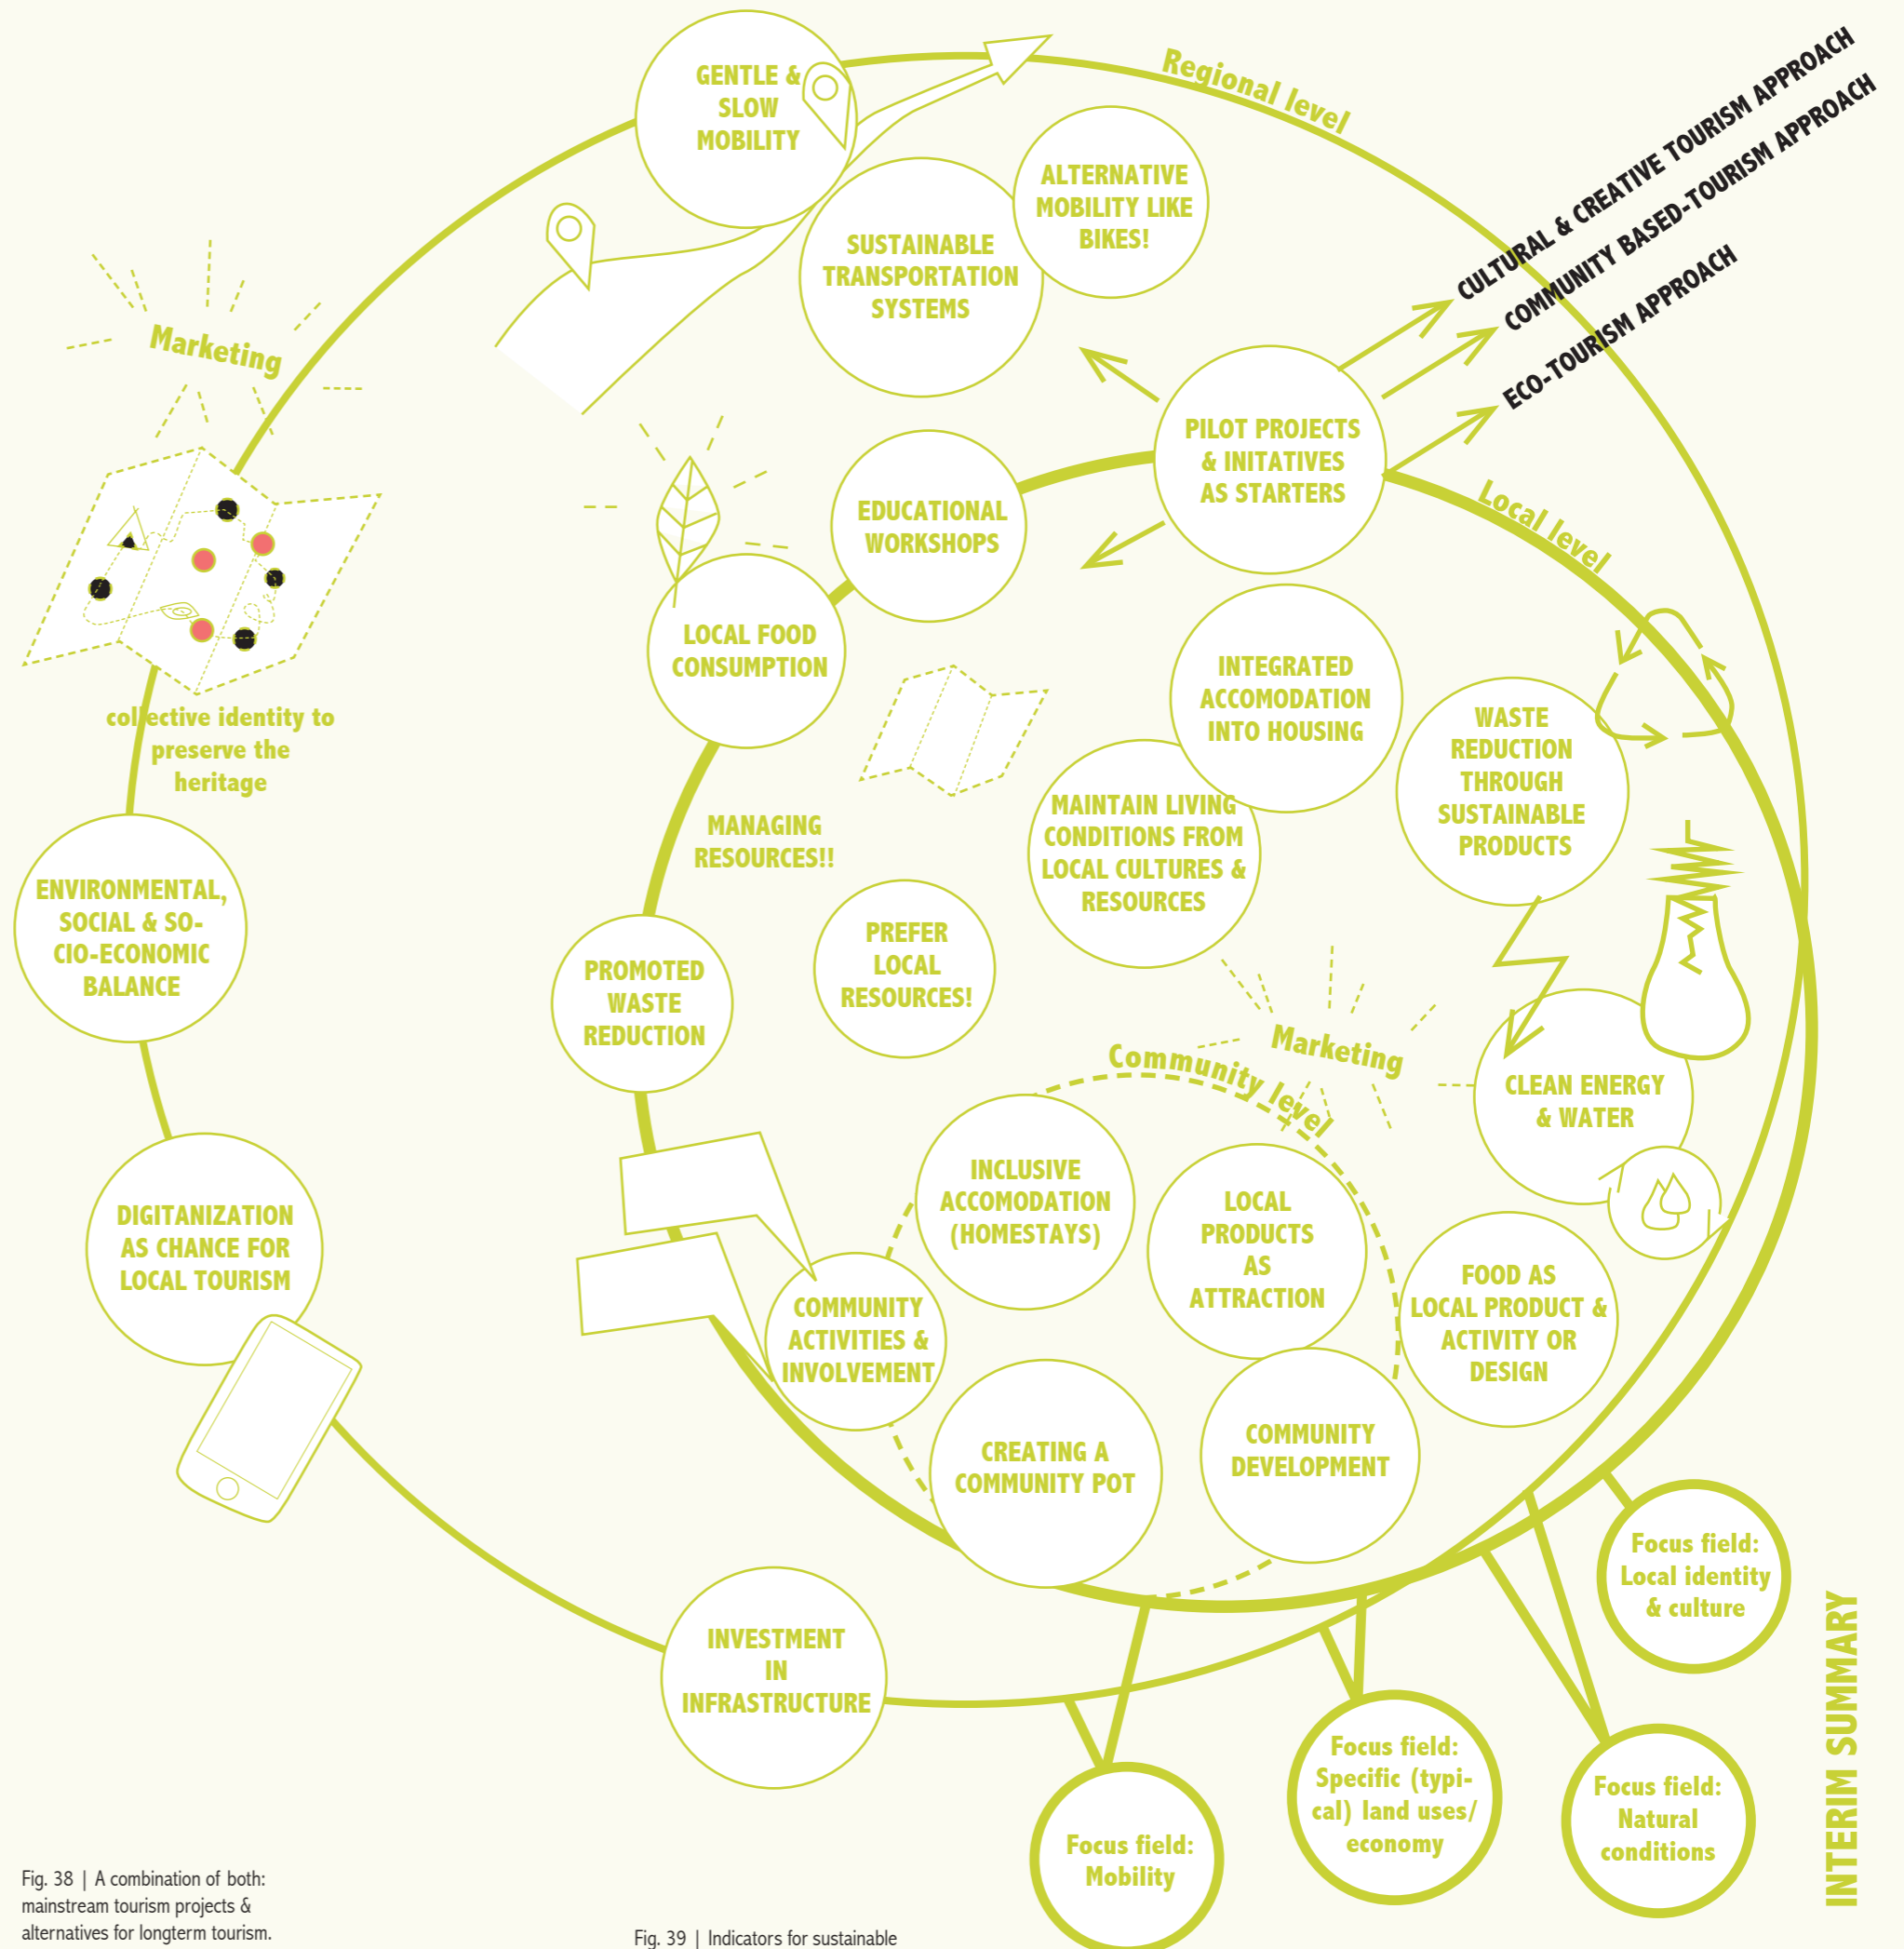 GENTLE &
SLOW
MOBILITY
Regional level
ALTERNATIVE
MOBILITY LIKE
BIKES!
SUSTAINABLE
TRANSPORTATION
SYSTEMS
CULTURAL & CREATIVE TOURISM APPROACH
COMMUNITY BASED-TOURISM APPROACH
ECO-TOURISM APPROACH
Marketing
PILOT PROJECTS
& INITATIVES
AS STARTERS
Local level
EDUCATIONAL
WORKSHOPS
LOCAL FOOD
CONSUMPTION
INTEGRATED
ACCOMODATION
INTO HOUSING
WASTE
REDUCTION
THROUGH
SUSTAINABLE
PRODUCTS
collective identity to
preserve the
heritage
MANAGING
RESOURCES!!
MAINTAIN LIVING
CONDITIONS FROM
LOCAL CULTURES &
RESOURCES
ENVIRONMENTAL,
SOCIAL & SO-
CIO-ECONOMIC
BALANCE
PREFER
LOCAL
RESOURCES!
PROMOTED
WASTE
REDUCTION
Marketing
Community level
CLEAN ENERGY
& WATER
INCLUSIVE
ACCOMODATION
(HOMESTAYS)
LOCAL
PRODUCTS
AS
ATTRACTION
DIGITANIZATION
AS CHANCE FOR
LOCAL TOURISM
FOOD AS
LOCAL PRODUCT &
ACTIVITY OR
DESIGN
COMMUNITY
ACTIVITIES &
INVOLVEMENT
CREATING A
COMMUNITY POT
COMMUNITY
DEVELOPMENT
INVESTMENT
IN
INFRASTRUCTURE
Focus field:
Local identity
& culture
Focus field:
Specific (typi-
cal) land uses/
economy
Focus field:
Natural
conditions
Focus field:
Mobility
INTERIM SUMMARY
Fig. 38 | A combination of both:
mainstream tourism projects &
alternatives for longterm tourism.
Fig. 39 | Indicators for sustainable